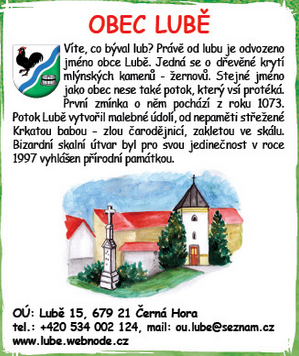 OBEC LUBĚ
Víte, co býval lub? Právě od lubu je odvozeno
jméno obce Lubě. Jedná se o dřevěné krytí
mlýnských kamenů - žernovů. Stejné jméno
jako obec nese také potok, který vsí protéká.
První zmínka o něm pochází z roku 1073.
Potok Lubě vytvořil malebné údolí, od nepaměti střežené
Krkatou babou - zlou čarodějnicí, zakletou ve skálu.
Bizardní skalní útvar byl pro svou jedinečnost v roce
1997 vyhlášen přírodní památkou.
OÚ: Lubě 15, 679 21 Černá Hora
tel.: +420 534 002 124, mail: ou.lube@seznam.cz
www.lube.webnode.cz